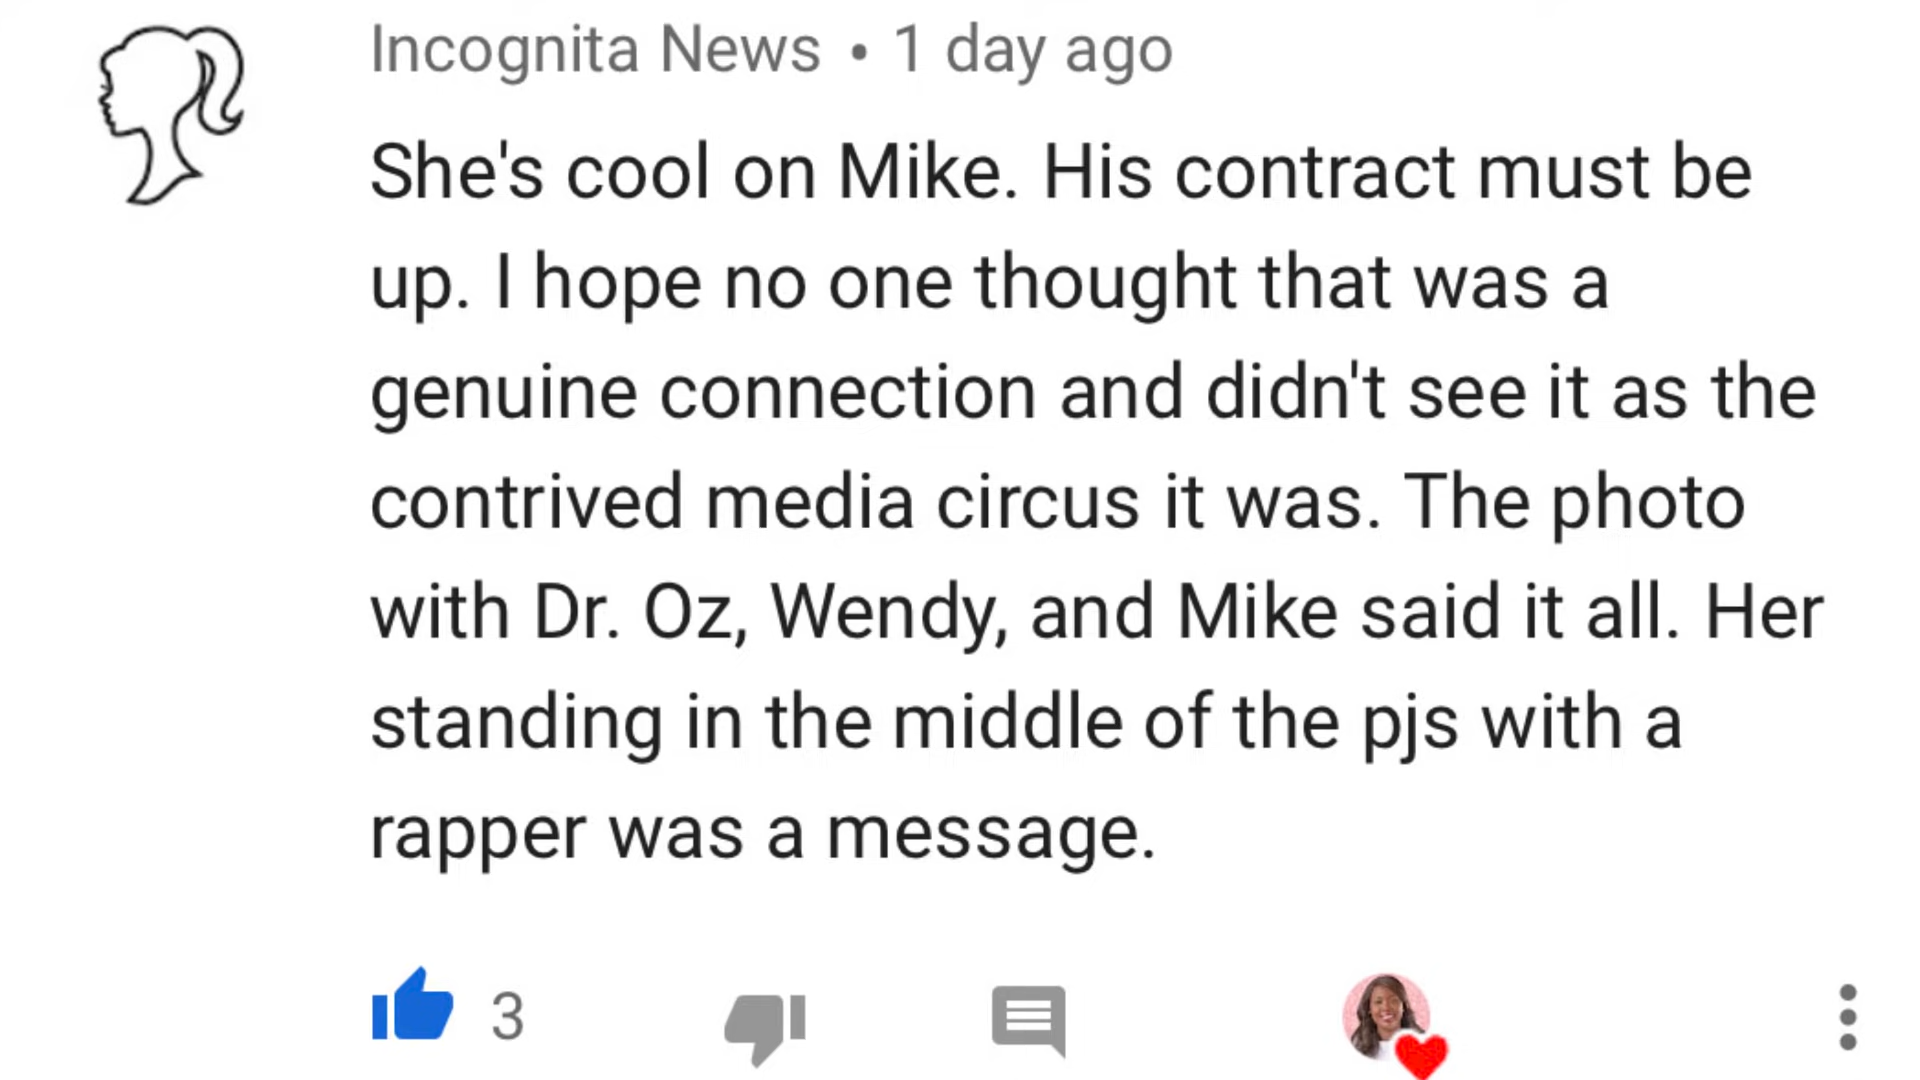 Incognita News • 1 day ago
She's cool on Mike. His contract must be
up. I hope no one thought that was a
genuine connection and didn't see it as the
contrived media circus it was. The photo
with Dr. Oz, Wendy, and Mike said it all. Her
standing in the middle of the pjs with a
rapper was a message.
3